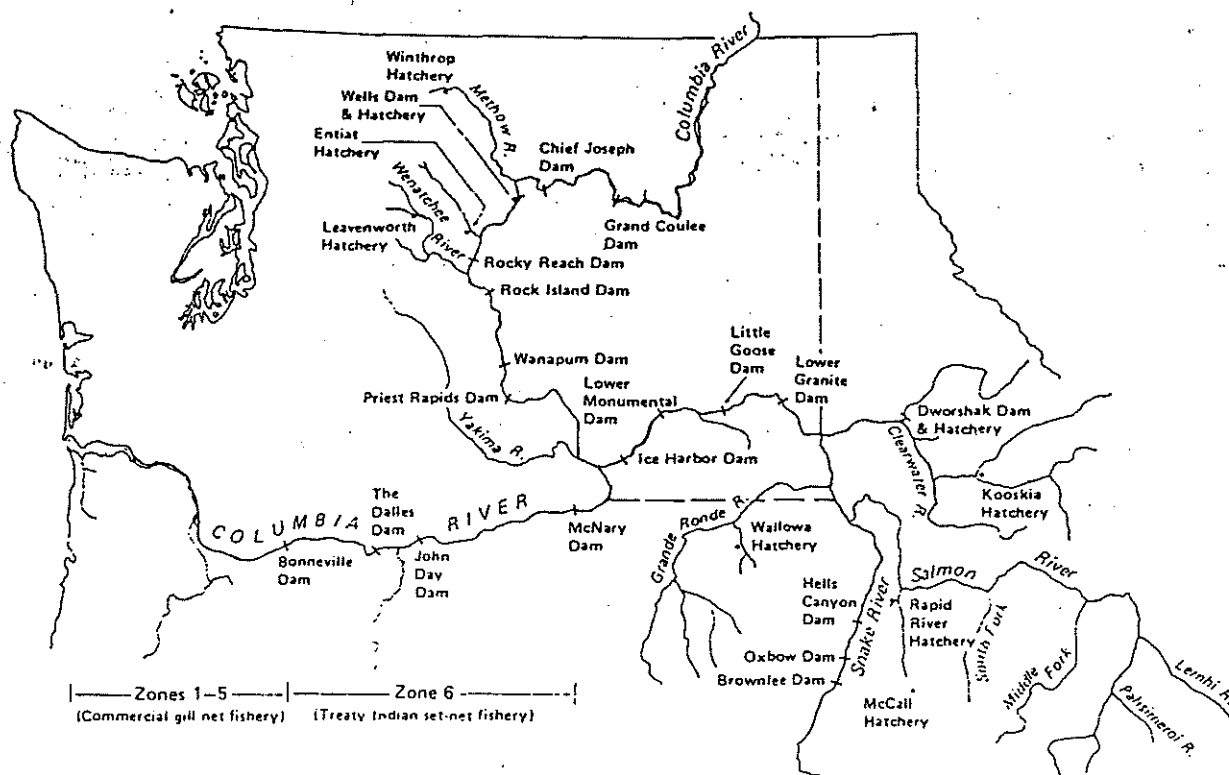 Winthrop
Hatchery
Methow R.
Wells Dam
& Hatchery
Entiat
Hatchery
Columbia River
Chief Joseph
Dam
Wenatchee
River
Leavenworth
Hatchery
Grand Coulee
Dam
Rocky Reach Dam
Rock Island Dam
Wanapum Dam
Priest Rapids Dam
Yakima R.
Lower
Monumental
Dam
Little
Goose
Dam
Lower
Granite
Dam
Dworshak Dam
& Hatchery
Clearwater R.
Ice Harbor Dam
Kooskia
Hatchery
COLUMBIA RIVER
The
Dalles
Dam
Bonneville
Dam
John
Day
Dam
McNary
Dam
Grande Ronde R.
Wallowa
Hatchery
Hells
Canyon
Dam
Snake River
Salmon River
Rapid
River
Hatchery
South Fork
Middle Fork
Oxbow Dam
Brownlee Dam
McCall
Hatchery
Lemhi R.
Pahsimeroi R.
Zones 1–5
(Commercial gill net fishery)
Zone 6
(Treaty Indian set-net fishery)